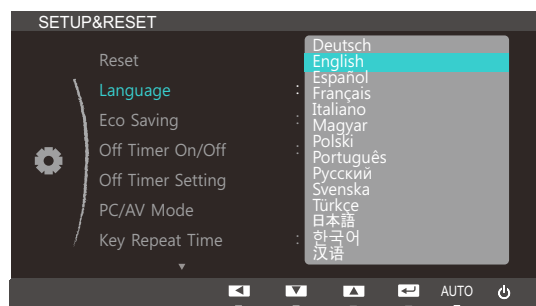 SETUP&RESET
Reset
Language :
Eco Saving :
Off Timer On/Off :
Off Timer Setting
PC/AV Mode
Key Repeat Time :
Deutsch
English
Español
Français
Italiano
Magyar
Polski
Português
Русский
Svenska
Türkçe
日本語
한국어
汉语
AUTO